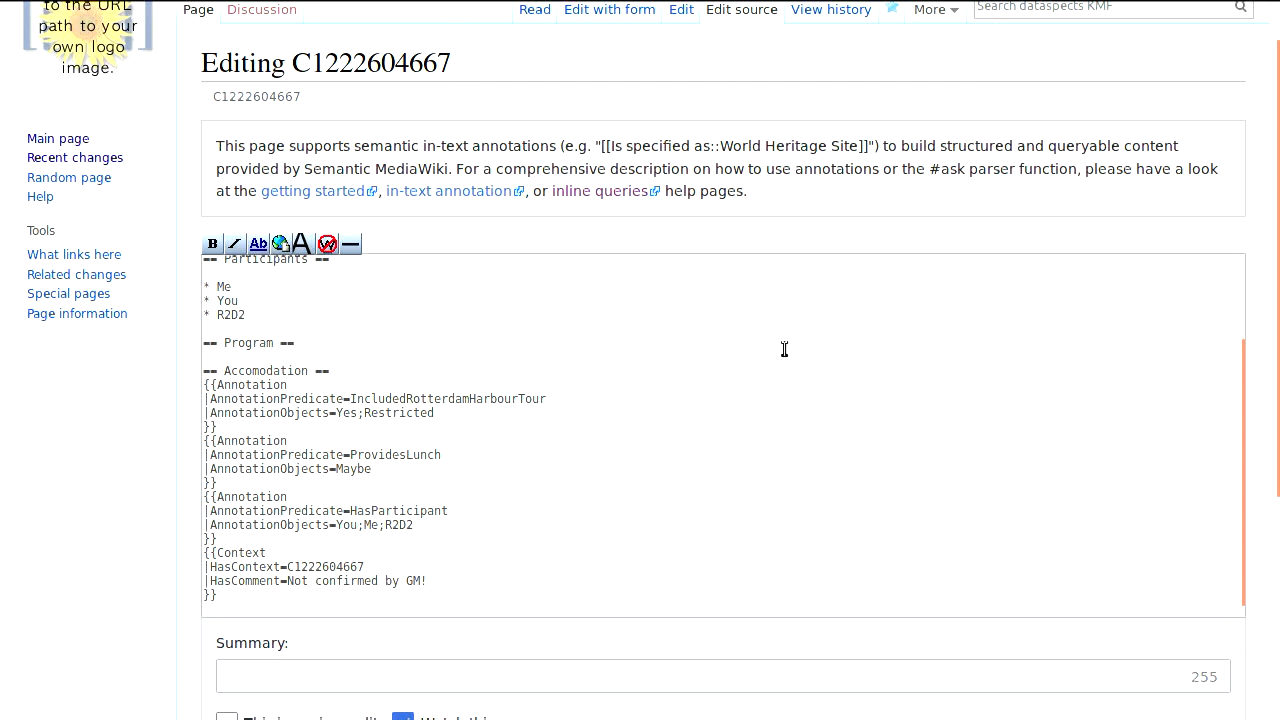 to the URL
path to your
own logo
image.
Page Discussion Read Edit with form Edit Edit source View history More Search dataspects KMF
Editing C1222604667
C1222604667
This page supports semantic in-text annotations (e.g. "[[Is specified as::World Heritage Site]]") to build structured and queryable content
provided by Semantic MediaWiki. For a comprehensive description on how to use annotations or the #ask parser function, please have a look
at the getting started, in-text annotation, or inline queries help pages.
Main page
Recent changes
Random page
Help
Tools
What links here
Related changes
Special pages
Page information
B I Ab A W
== Participants ==
* Me
* You
* R2D2
== Program ==
== Accomodation ==
{{Annotation
|AnnotationPredicate=IncludedRotterdamHarbourTour
|AnnotationObjects=Yes;Restricted
}}
{{Annotation
|AnnotationPredicate=ProvidesLunch
|AnnotationObjects=Maybe
}}
{{Annotation
|AnnotationPredicate=HasParticipant
|AnnotationObjects=You;Me;R2D2
}}
{{Context
|HasContext=C1222604667
|HasComment=Not confirmed by GM!
}}
Summary:
255